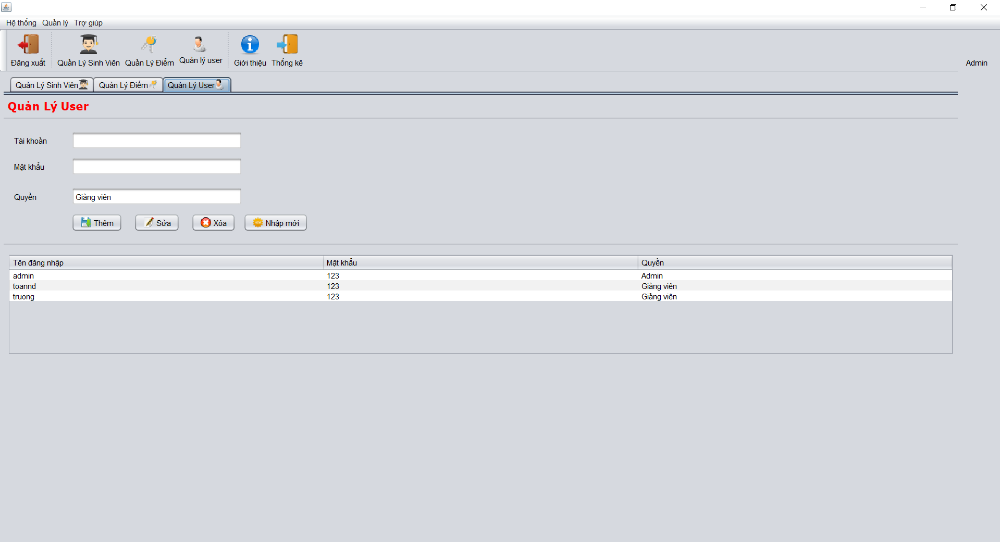 Hệ thống Quản lý Trợ giúp
Đăng xuất Quản Lý Sinh Viên Quản Lý Điểm Quản lý user Giới thiệu Thống kê Admin
Quản Lý Sinh Viên Quản Lý Điểm Quản Lý User
Quản Lý User
Tài khoản
Mật khẩu
Quyền Giảng viên
Thêm Sửa Xóa Nhập mới
Tên đăng nhập Mật khẩu Quyền
admin 123 Admin
toannd 123 Giảng viên
truong 123 Giảng viên